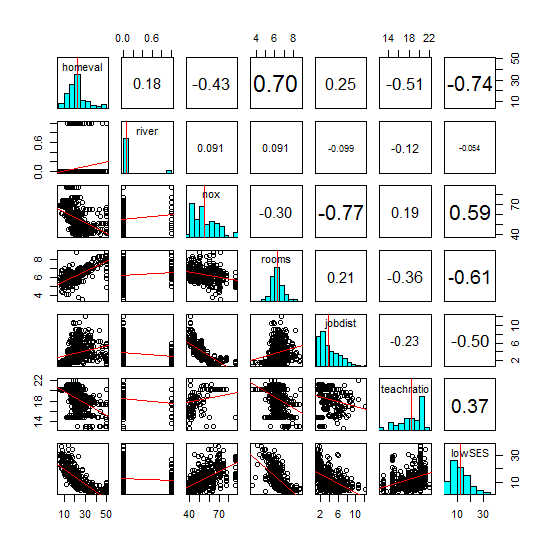 0.0 0.6 4 6 8 14 18 22
homeval 0.18 -0.43 0.70 0.25 -0.51 -0.74 10 30 50
0.0 0.6 river 0.091 0.091 -0.099 -0.12 -0.054
nox -0.30 -0.77 0.19 0.59 40 70
4 6 8 rooms 0.21 -0.36 -0.61
jobdist -0.23 -0.50 2 6 12
14 18 22 teachratio 0.37
lowSES 10 30
10 30 50 40 70 2 6 10 10 30